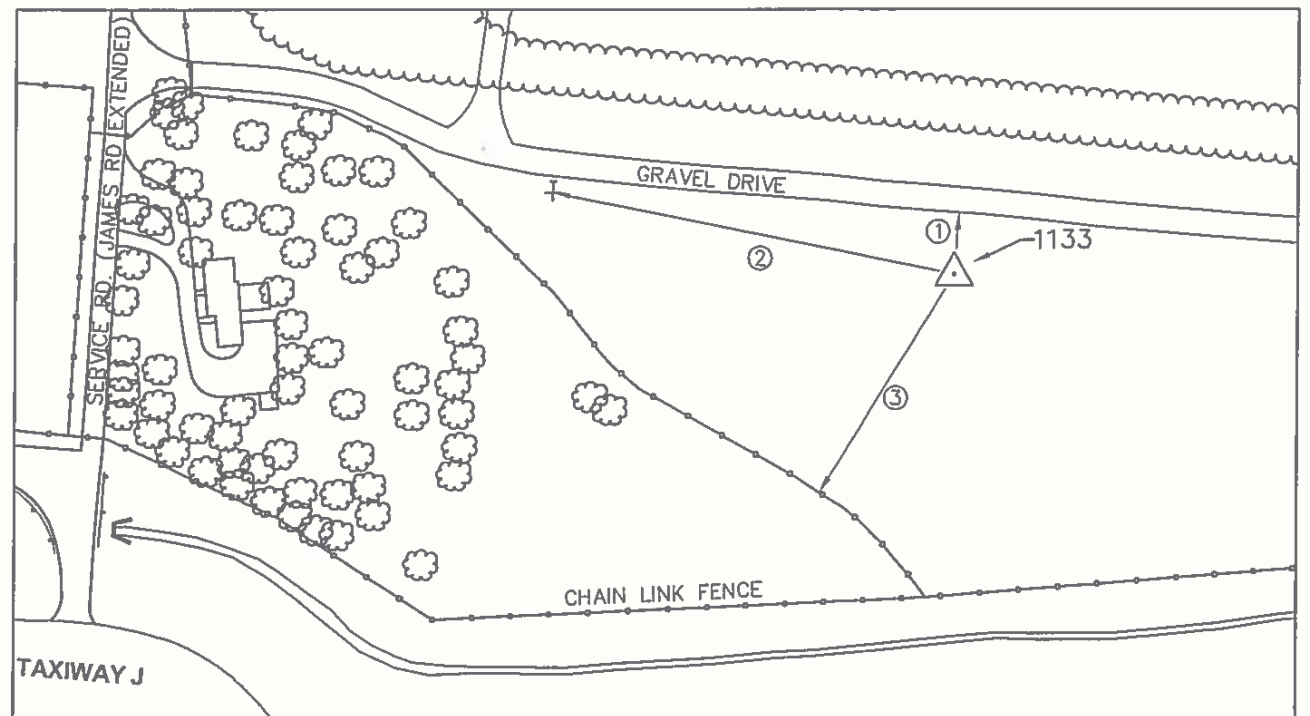 SERVICE RD. (JAMES RD EXTENDED)
GRAVEL DRIVE
①
1133
②
③
CHAIN LINK FENCE
TAXIWAY J